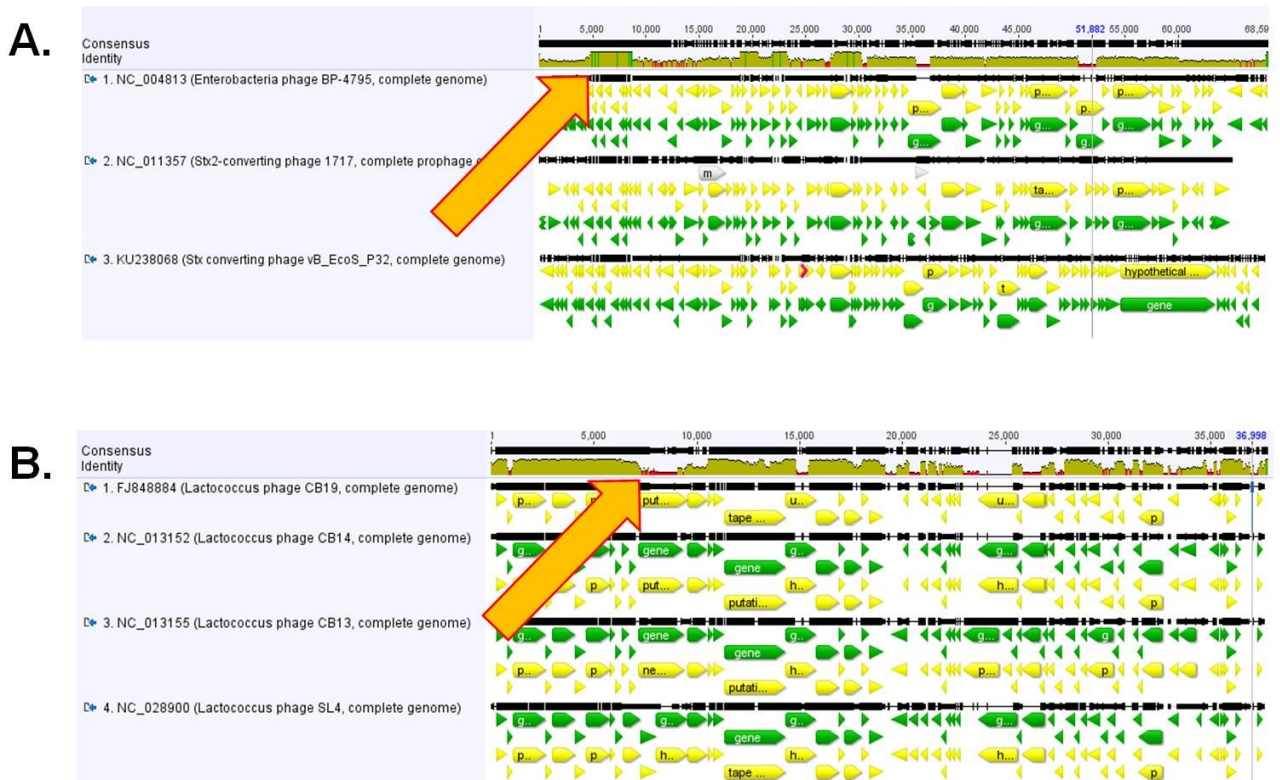 A.
1 5,000 10,000 15,000 20,000 25,000 30,000 35,000 40,000 45,000 51,882 55,000 60,000 68,59
Consensus
Identity
1. NC_004813 (Enterobacteria phage BP-4795, complete genome)
p... p...
p... p.
g... g...
g... g.
2. NC_011357 (Stx2-converting phage 1717, complete prophage
m
ta... p...
g... g...
3. KU238068 (Stx converting phage vB_EcoS_P32, complete genome)
p hypothetical ...
t
g gene
B.
1 5,000 10,000 15,000 20,000 25,000 30,000 35,000 36,998
Consensus
Identity
1. FJ848884 (Lactococcus phage CB19, complete genome)
p... put... u.. u...
tape ... p
2. NC_013152 (Lactococcus phage CB14, complete genome)
g.. gene g.. g...
gene
p put... h.. h...
putati... p
3. NC_013155 (Lactococcus phage CB13, complete genome)
g.. gene g.. g... g
gene
p.. p ne... h.. p... p
putati...
4. NC_028900 (Lactococcus phage SL4, complete genome)
g.. g.. g.. g...
gene
p.. p h.. h.. h...
tape ... p